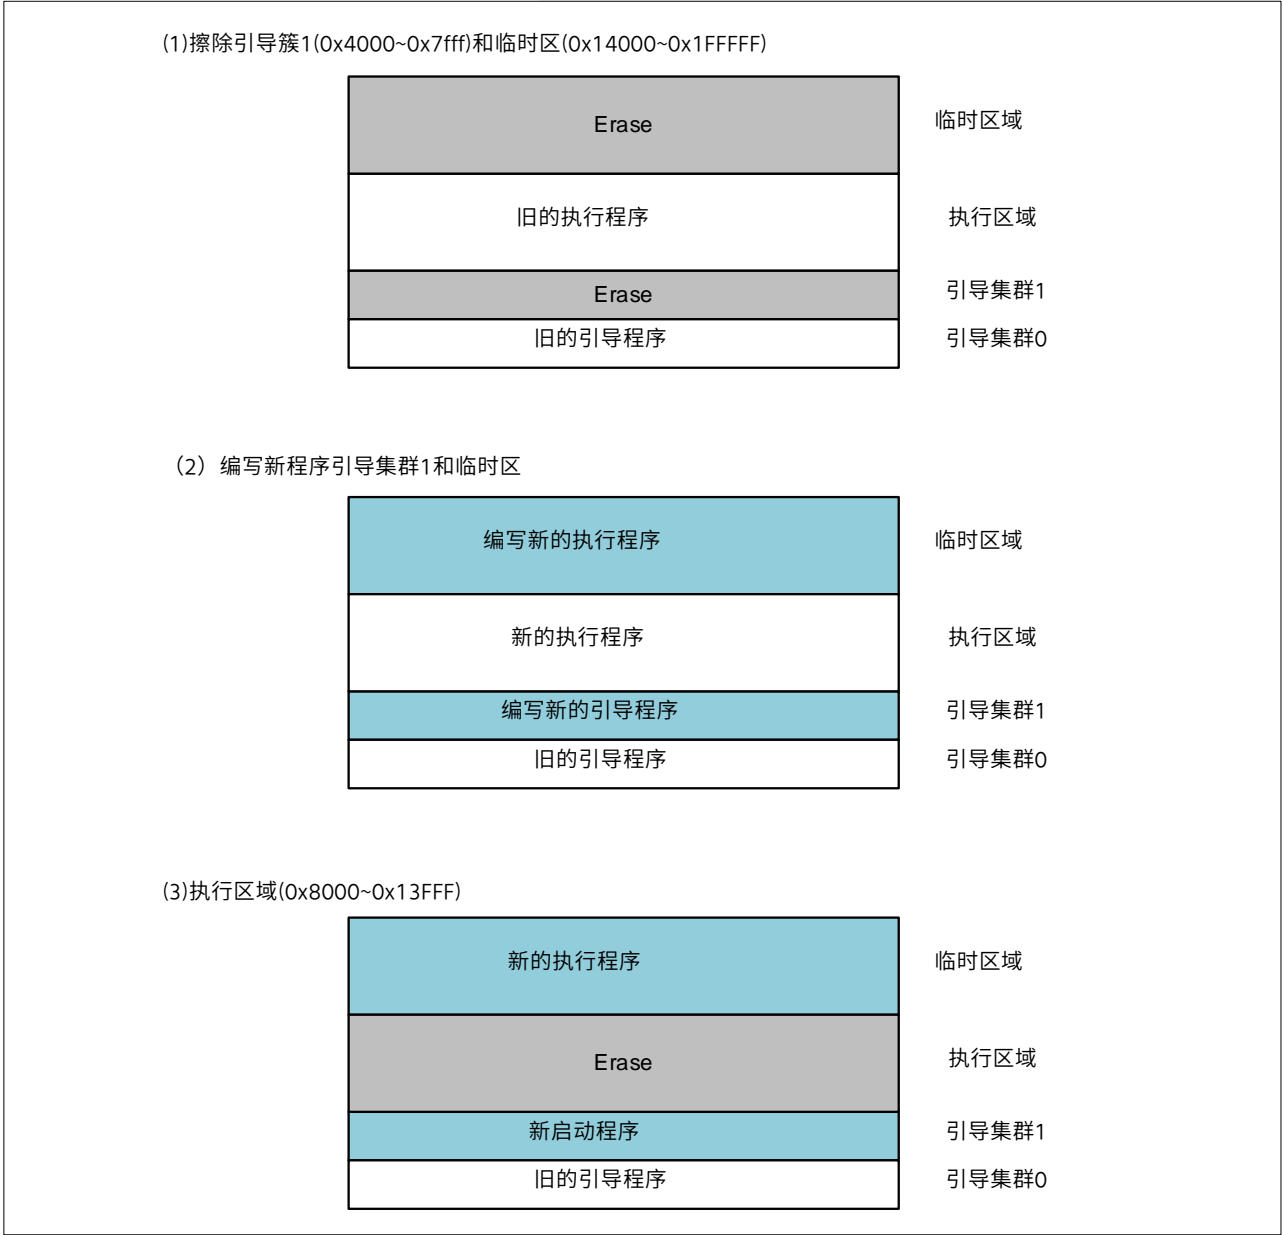 (1)擦除引导簇1(0x4000~0x7fff)和临时区(0x14000~0x1FFFFF)
Erase 临时区域
旧的执行程序 执行区域
Erase 引导集群1
旧的引导程序 引导集群0
（2）编写新程序引导集群1和临时区
编写新的执行程序 临时区域
新的执行程序 执行区域
编写新的引导程序 引导集群1
旧的引导程序 引导集群0
(3)执行区域(0x8000~0x13FFF)
新的执行程序 临时区域
Erase 执行区域
新启动程序 引导集群1
旧的引导程序 引导集群0